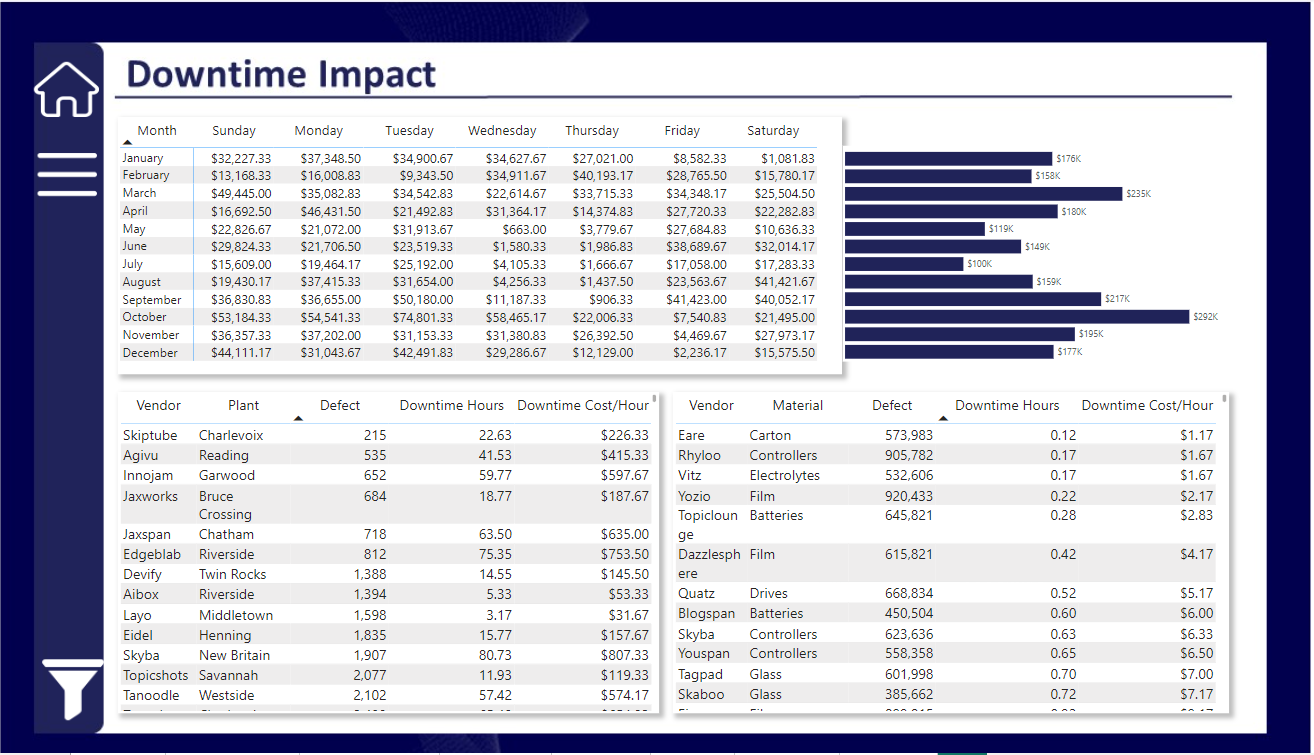 Downtime Impact
Month Sunday Monday Tuesday Wednesday Thursday Friday Saturday
January $32,227.33 $37,348.50 $34,900.67 $34,627.67 $27,021.00 $8,582.33 $1,081.83 $176K
February $13,168.33 $16,008.83 $9,343.50 $34,911.67 $40,193.17 $28,765.50 $15,780.17 $158K
March $49,445.00 $35,082.83 $34,542.83 $22,614.67 $33,715.33 $34,348.17 $25,504.50 $235K
April $16,692.50 $46,431.50 $21,492.83 $31,364.17 $14,374.83 $27,720.33 $22,282.83 $180K
May $22,826.67 $21,072.00 $31,913.67 $663.00 $3,779.67 $27,684.83 $10,636.33 $119K
June $29,824.33 $21,706.50 $23,519.33 $1,580.33 $1,986.83 $38,689.67 $32,014.17 $149K
July $15,609.00 $19,464.17 $25,192.00 $4,105.33 $1,666.67 $17,058.00 $17,283.33 $100K
August $19,430.17 $37,415.33 $31,654.00 $4,256.33 $1,437.50 $23,563.67 $41,421.67 $159K
September $36,830.83 $36,655.00 $50,180.00 $11,187.33 $906.33 $41,423.00 $40,052.17 $217K
October $53,184.33 $54,541.33 $74,801.33 $58,465.17 $22,006.33 $7,540.83 $21,495.00 $292K
November $36,357.33 $37,202.00 $31,153.33 $31,380.83 $26,392.50 $4,469.67 $27,973.17 $195K
December $44,111.17 $31,043.67 $42,491.83 $29,286.67 $12,129.00 $2,236.17 $15,575.50 $177K
Vendor Plant Defect Downtime Hours Downtime Cost/Hour
Skiptube Charlevoix 215 22.63 $226.33
Agivu Reading 535 41.53 $415.33
Innojam Garwood 652 59.77 $597.67
Jaxworks Bruce 684 18.77 $187.67
Crossing
Jaxspan Chatham 718 63.50 $635.00
Edgeblab Riverside 812 75.35 $753.50
Devify Twin Rocks 1,388 14.55 $145.50
Aibox Riverside 1,394 5.33 $53.33
Layo Middletown 1,598 3.17 $31.67
Eidel Henning 1,835 15.77 $157.67
Skyba New Britain 1,907 80.73 $807.33
Topicshots Savannah 2,077 11.93 $119.33
Tanoodle Westside 2,102 57.42 $574.17
Vendor Material Defect Downtime Hours Downtime Cost/Hour
Eare Carton 573,983 0.12 $1.17
Rhyloo Controllers 905,782 0.17 $1.67
Vitz Electrolytes 532,606 0.17 $1.67
Yozio Film 920,433 0.22 $2.17
Topicloun Batteries 645,821 0.28 $2.83
ge
Dazzlesph Film 615,821 0.42 $4.17
ere
Quatz Drives 668,834 0.52 $5.17
Blogspan Batteries 450,504 0.60 $6.00
Skyba Controllers 623,636 0.63 $6.33
Youspan Controllers 558,358 0.65 $6.50
Tagpad Glass 601,998 0.70 $7.00
Skaboo Glass 385,662 0.72 $7.17